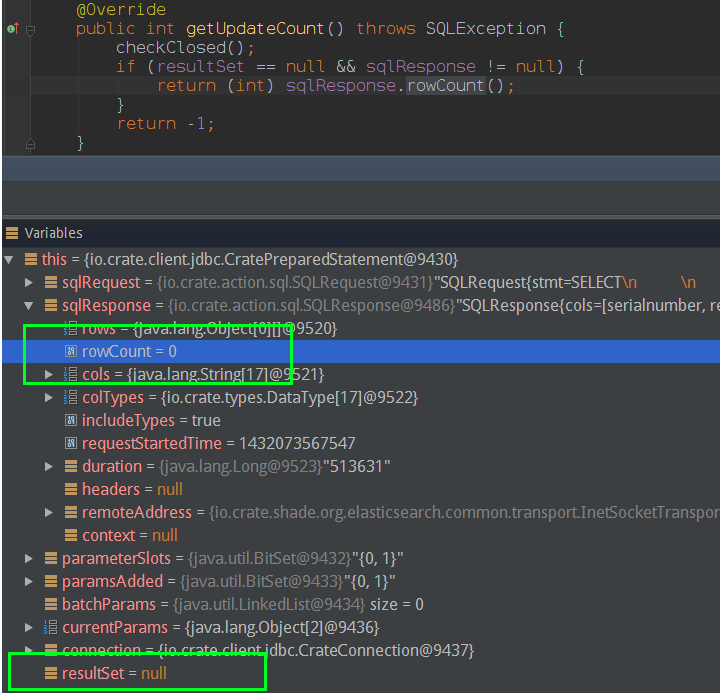 @Override
public int getUpdateCount() throws SQLException {
checkClosed();
if (resultSet == null && sqlResponse != null) {
return (int) sqlResponse.rowCount();
}
return -1;
}
Variables
this = {io.crate.client.jdbc.CratePreparedStatement@9430}
sqlRequest = {io.crate.action.sql.SQLRequest@9431}"SQLRequest{stmt=SELECT\n \n
sqlResponse = {io.crate.action.sql.SQLResponse@9486}"SQLResponse{cols=[serialnumber, re
rows = {java.lang.Object[0][]@9520}
rowCount = 0
cols = {java.lang.String[17]@9521}
colTypes = {io.crate.types.DataType[17]@9522}
includeTypes = true
requestStartedTime = 1432073567547
duration = {java.lang.Long@9523}"513631"
headers = null
remoteAddress = {io.crate.shade.org.elasticsearch.common.transport.InetSocketTranspor
context = null
parameterSlots = {java.util.BitSet@9432}"{0, 1}"
paramsAdded = {java.util.BitSet@9433}"{0, 1}"
batchParams = {java.util.LinkedList@9434} size = 0
currentParams = {java.lang.Object[2]@9436}
connection = {io.crate.client.jdbc.CrateConnection@9437}
resultSet = null